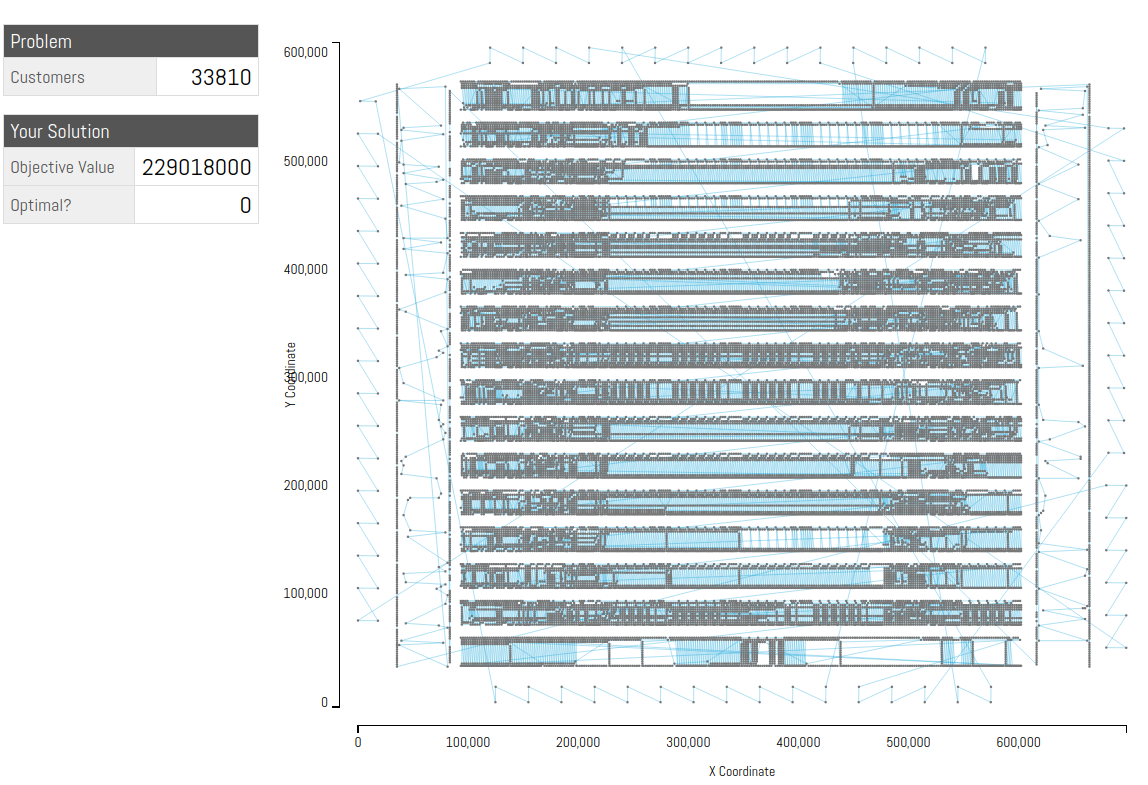 Problem
Customers 33810
Your Solution
Objective Value 229018000
Optimal? 0
600,000
500,000
400,000
300,000
200,000
100,000
0
Y Coordinate
0 100,000 200,000 300,000 400,000 500,000 600,000
X Coordinate